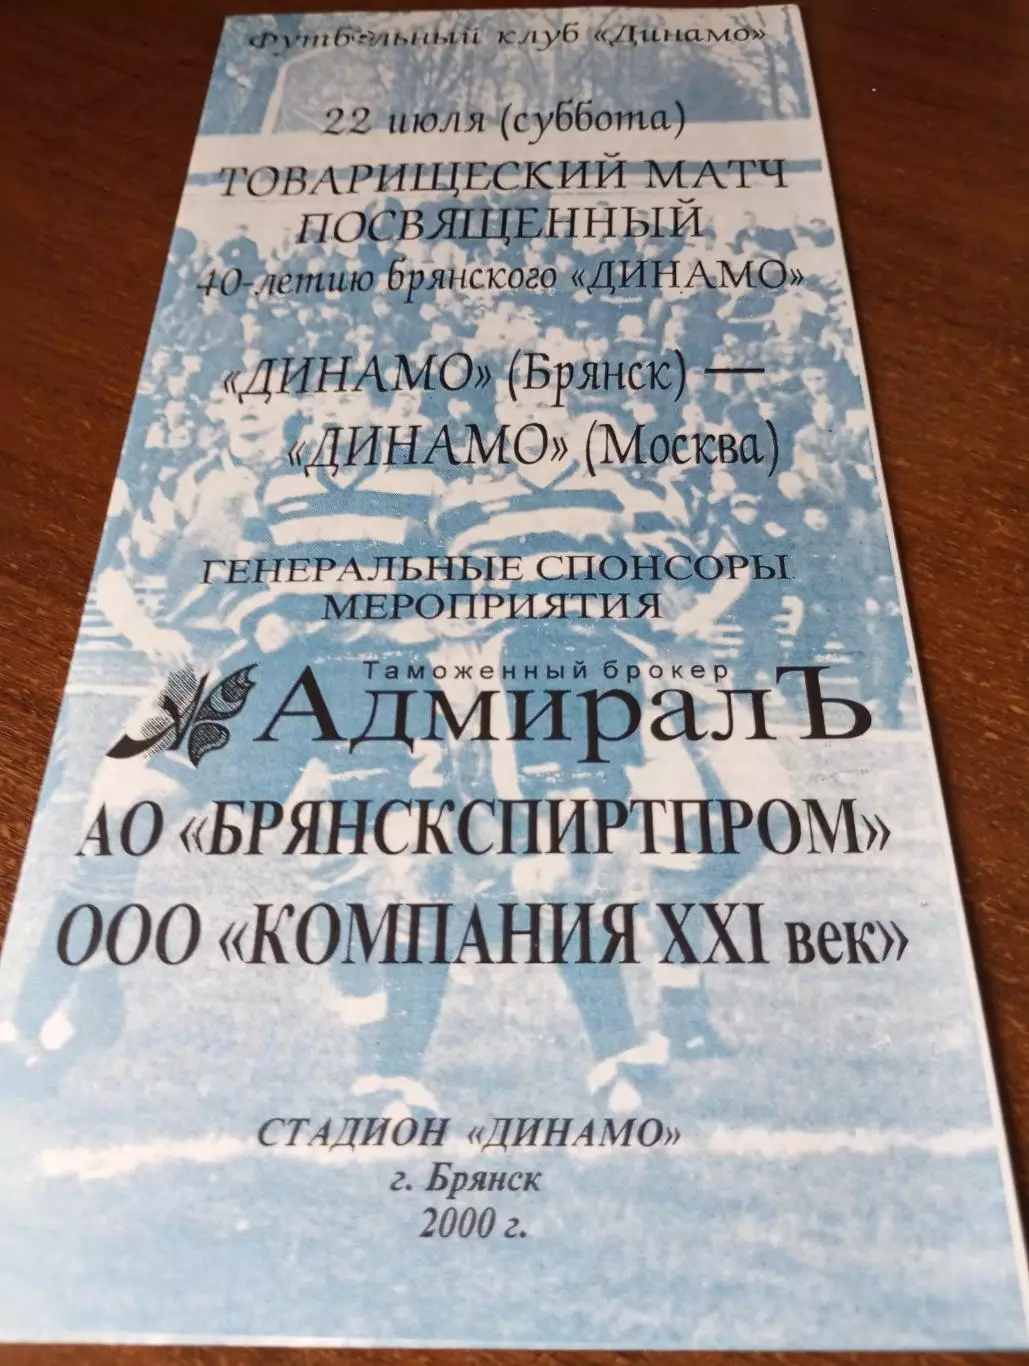 Футбольный клуб «Динамо»
22 июля (суббота)
ТОВАРИЩЕСКИЙ МАТЧ
ПОСВЯЩЕННЫЙ
40-летию брянского «ДИНАМО»
«ДИНАМО» (Брянск) —
«ДИНАМО» (Москва)
ГЕНЕРАЛЬНЫЕ СПОНСОРЫ
МЕРОПРИЯТИЯ
Таможенный брокер
АдмиралЪ
АО «БРЯНСКСПИРТПРОМ»
ООО «КОМПАНИЯ XXI век»
СТАДИОН «ДИНАМО»
г. Брянск
2000 г.